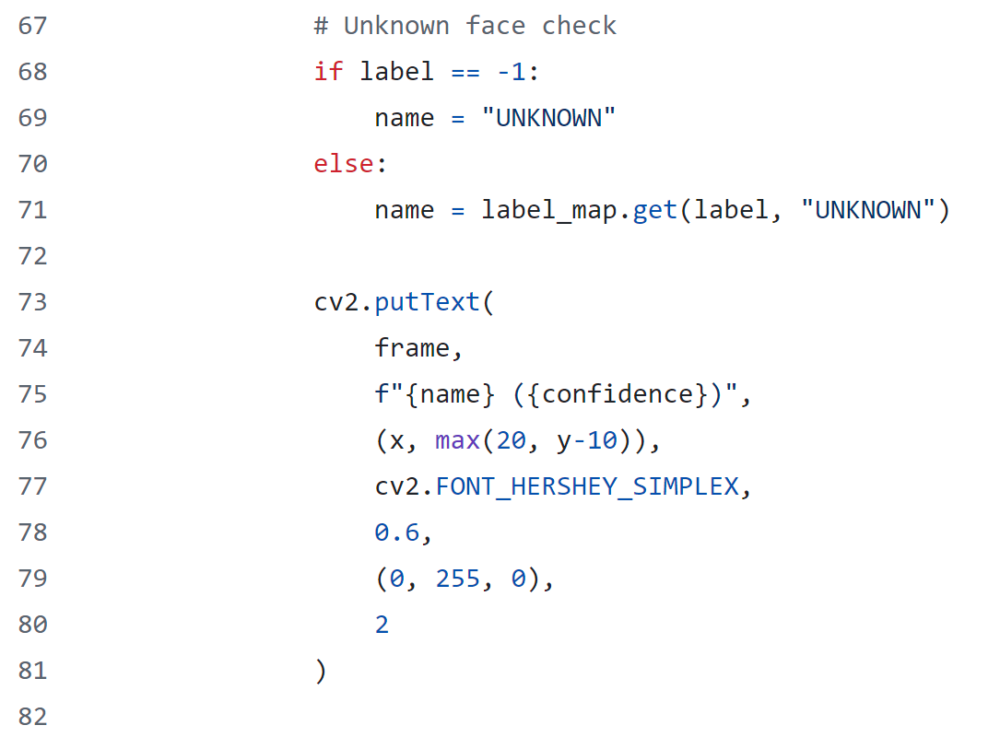 67                # Unknown face check
68                if label == -1:
69                    name = "UNKNOWN"
70                else:
71                    name = label_map.get(label, "UNKNOWN")
72
73                cv2.putText(
74                    frame,
75                    f"{name} ({confidence})",
76                    (x, max(20, y-10)),
77                    cv2.FONT_HERSHEY_SIMPLEX,
78                    0.6,
79                    (0, 255, 0),
80                    2
81                )
82